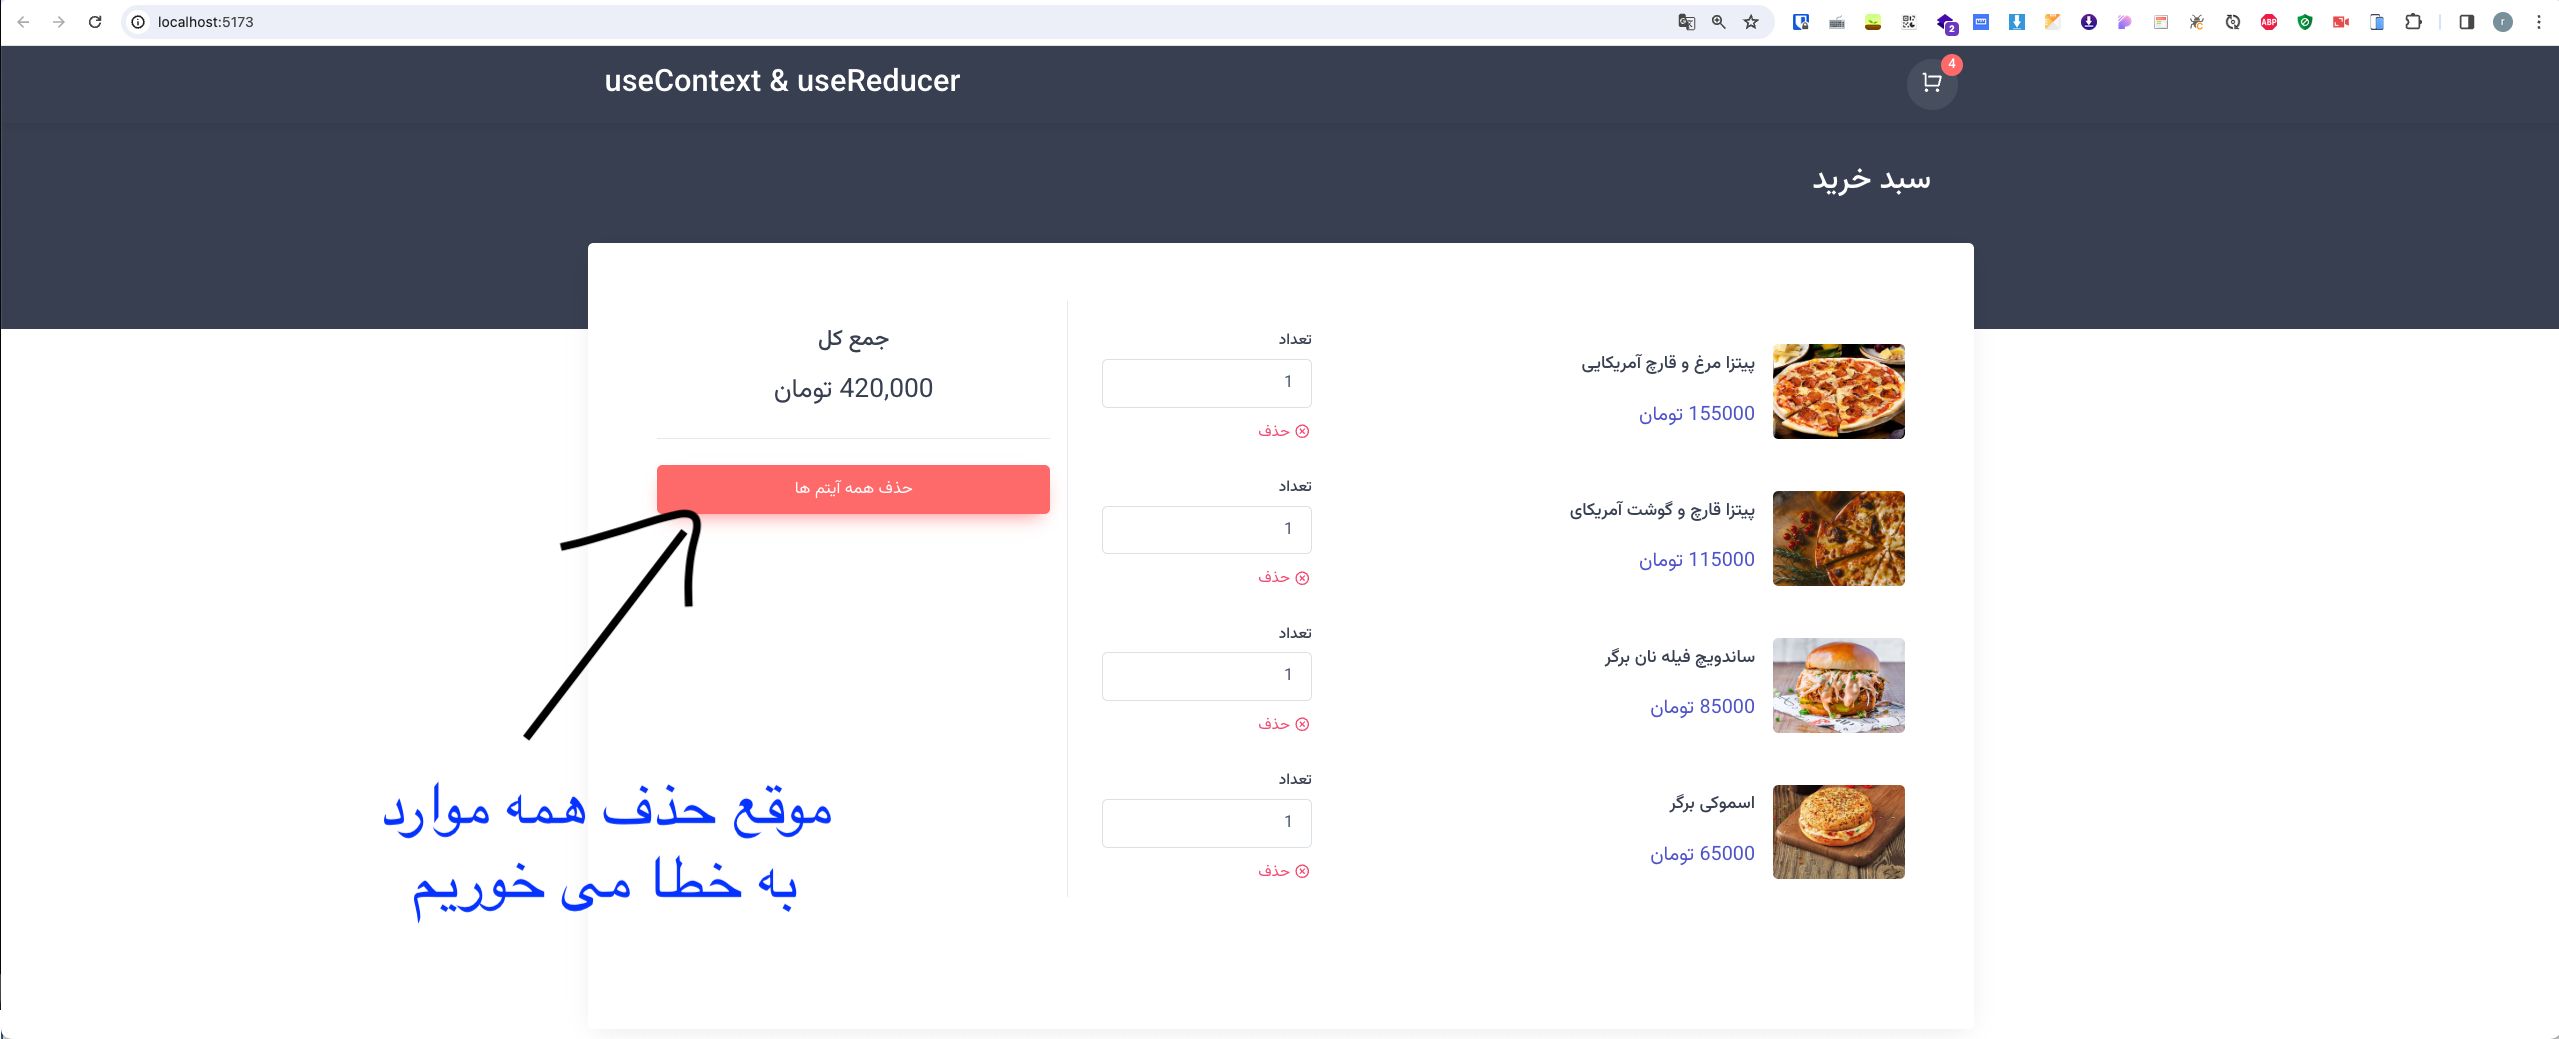 localhost:5173
2
ABP
r
useContext & useReducer
4
سبد خرید
پیتزا مرغ و قارچ آمریکایی
155000 تومان
تعداد
1
حذف
پیتزا قارچ و گوشت آمریکای
115000 تومان
تعداد
1
حذف
ساندویچ فیله نان برگر
85000 تومان
تعداد
1
حذف
اسموکی برگر
65000 تومان
تعداد
1
حذف
جمع کل
420,000 تومان
حذف همه آیتم ها
موقع حذف همه موارد
به خطا می خوریم